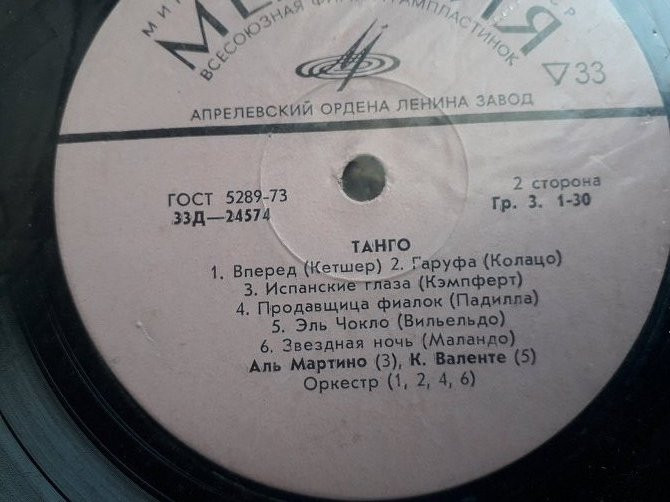 ВСЕСОЮЗНАЯ
ГРАМПЛАСТИНОК
▽33
АПРЕЛЕВСКИЙ ОРДЕНА ЛЕНИНА ЗАВОД
ГОСТ 5289-73
33Д—24574
2 сторона
Гр. 3. 1-30
ТАНГО
1. Вперед (Кетшер) 2. Гаруфа (Колацо)
3. Испанские глаза (Кэмпферт)
4. Продавщица фиалок (Падилла)
5. Эль Чокло (Вильельдо)
6. Звездная ночь (Маландо)
Аль Мартино (3), К. Валенте (5)
Оркестр (1, 2, 4, 6)